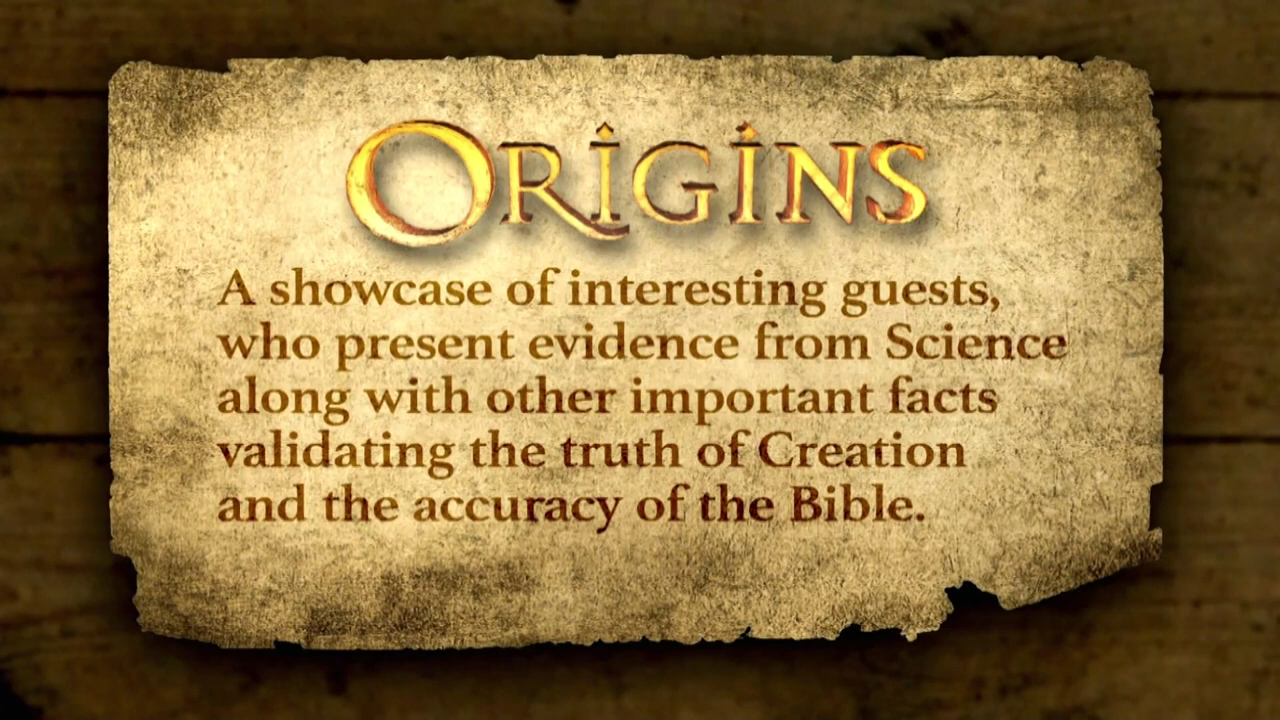 ORIGINS
A showcase of interesting guests,
who present evidence from Science
along with other important facts
validating the truth of Creation
and the accuracy of the Bible.